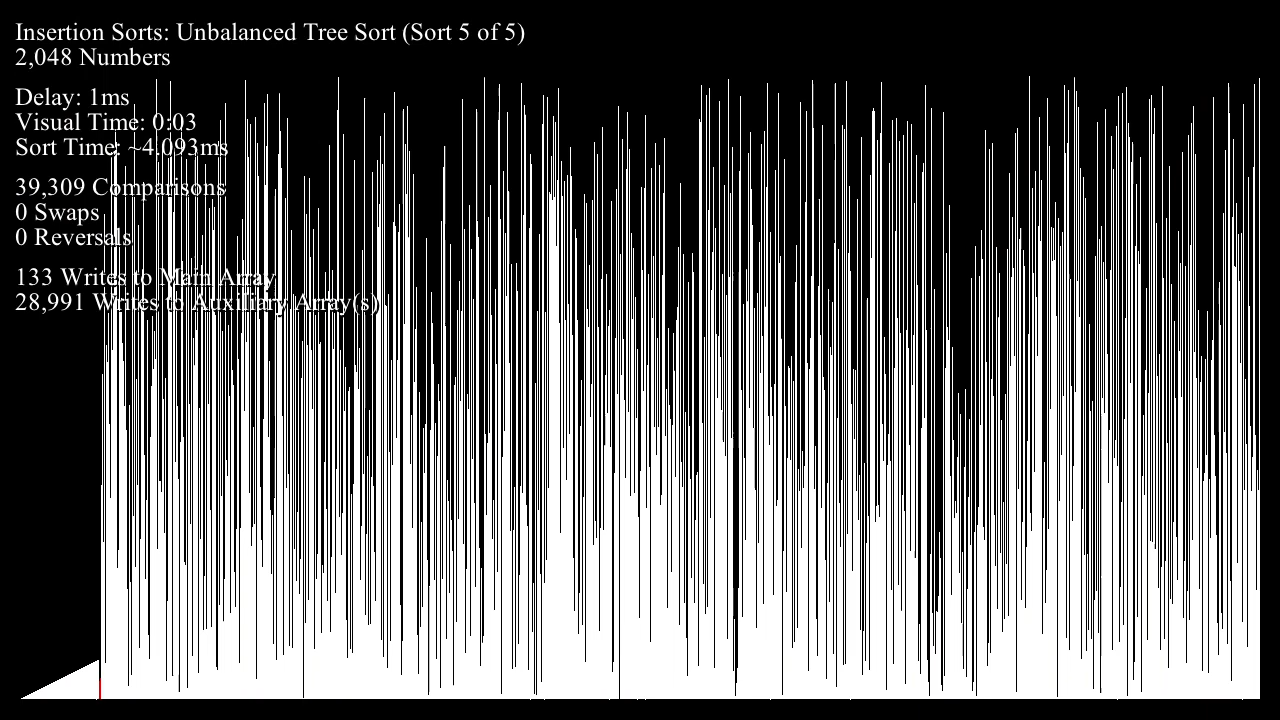 Insertion Sorts: Unbalanced Tree Sort (Sort 5 of 5)
2,048 Numbers
Delay: 1ms
Visual Time: 0:03
Sort Time: ~4.093ms
39,309 Comparisons
0 Swaps
0 Reversals
133 Writes to Main Array
28,991 Writes to Auxiliary Array(s)